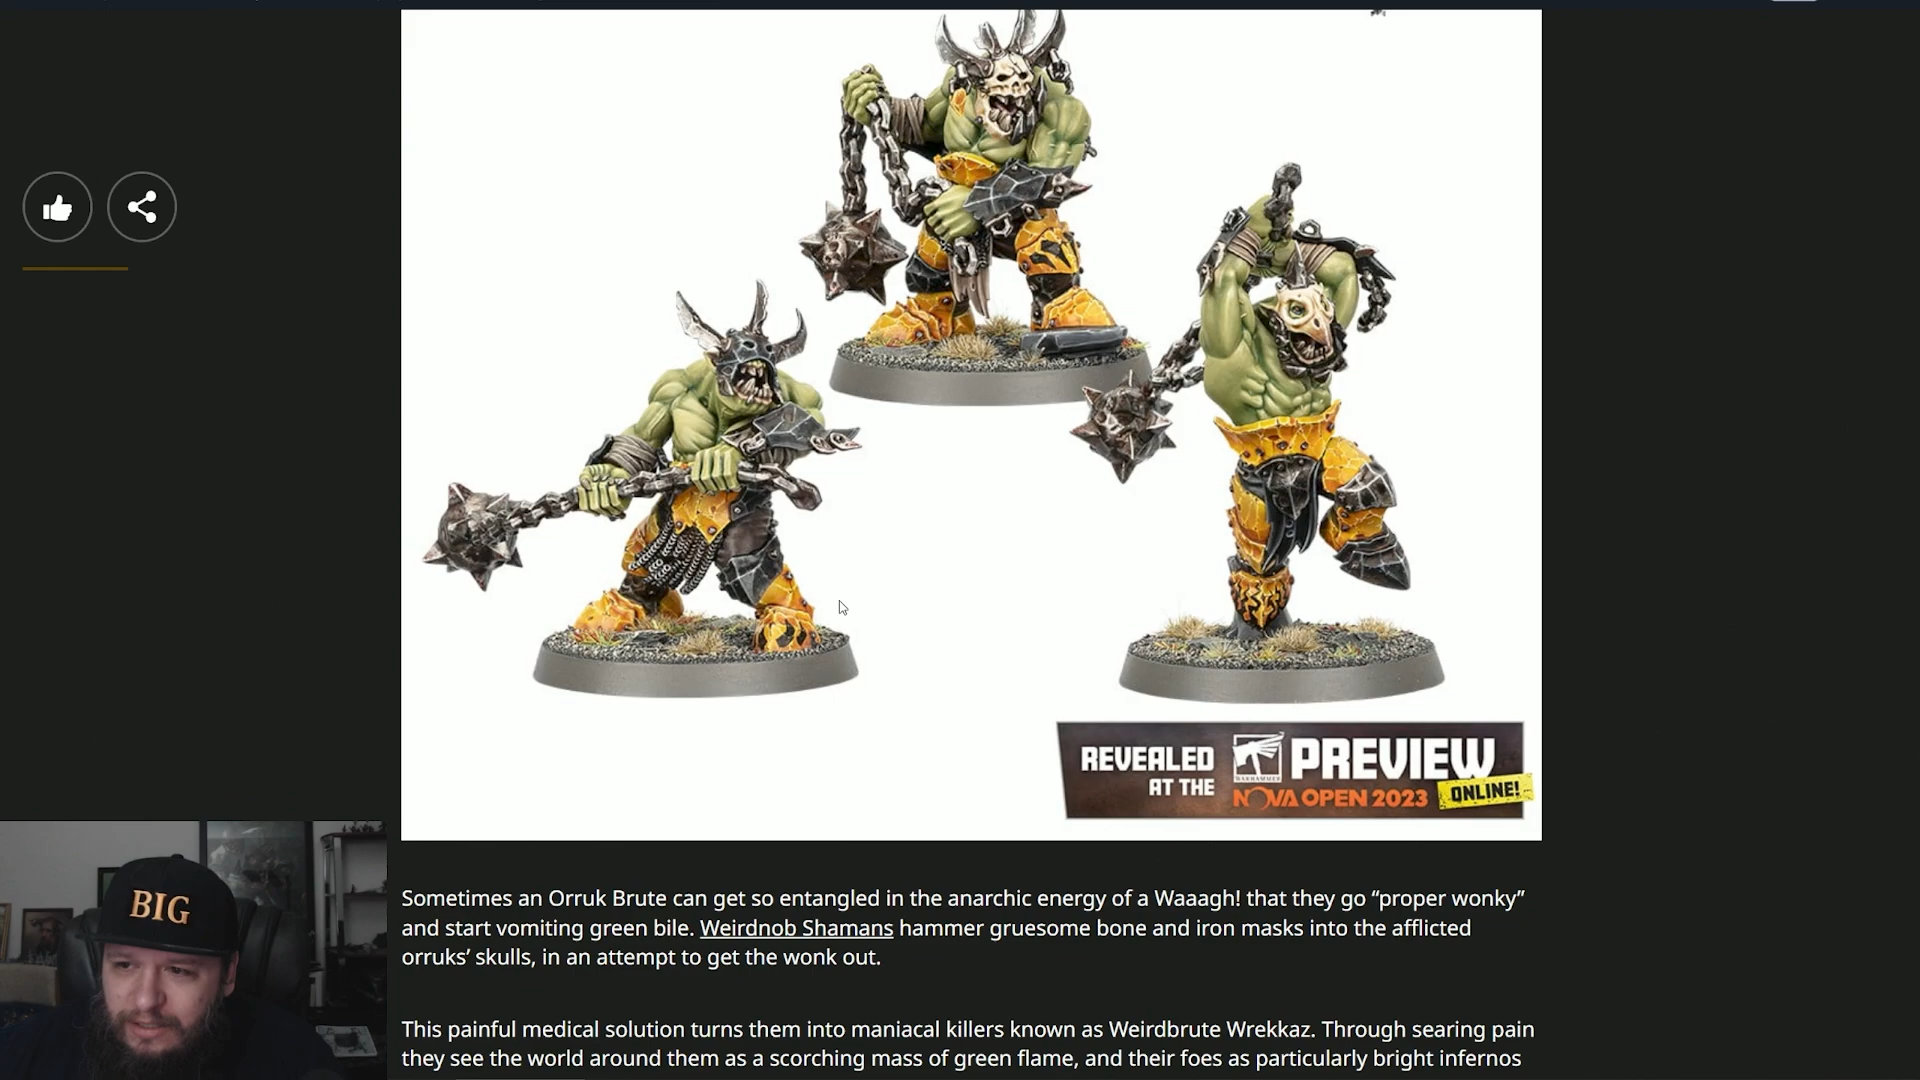 REVEALED
AT THE
WARHAMMER
PREVIEW
NOVA OPEN 2023
ONLINE!
Sometimes an Orruk Brute can get so entangled in the anarchic energy of a Waaagh! that they go “proper wonky”
and start vomiting green bile. Weirdnob Shamans hammer gruesome bone and iron masks into the afflicted
orruks’ skulls, in an attempt to get the wonk out.
BIG
This painful medical solution turns them into maniacal killers known as Weirdbrute Wrekkaz. Through searing pain
they see the world around them as a scorching mass of green flame, and their foes as particularly bright infernos